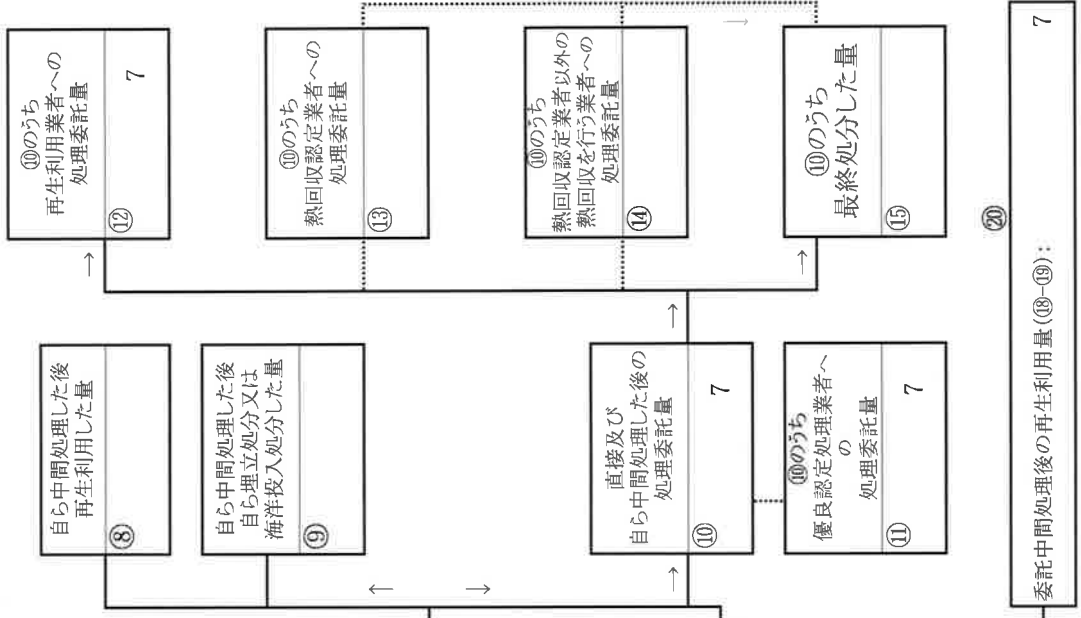 自ら中間処理した後
再生利用した量
⑧
自ら中間処理した後
自ら埋立処分又は
海洋投入処分した量
⑨
直接及び
自ら中間処理した後の
処理委託量
⑩ 7
⑩のうち
優良認定処理業者へ
の
処理委託量
⑪ 7
⑩のうち
再生利用業者への
処理委託量
⑫ 7
⑩のうち
熱回収認定業者への
処理委託量
⑬
⑩のうち
熱回収認定業者以外の
熱回収を行う業者への
処理委託量
⑭
⑩のうち
最終処分した量
⑮
⑳
委託中間処理後の再生利用量(⑱-⑲): 7